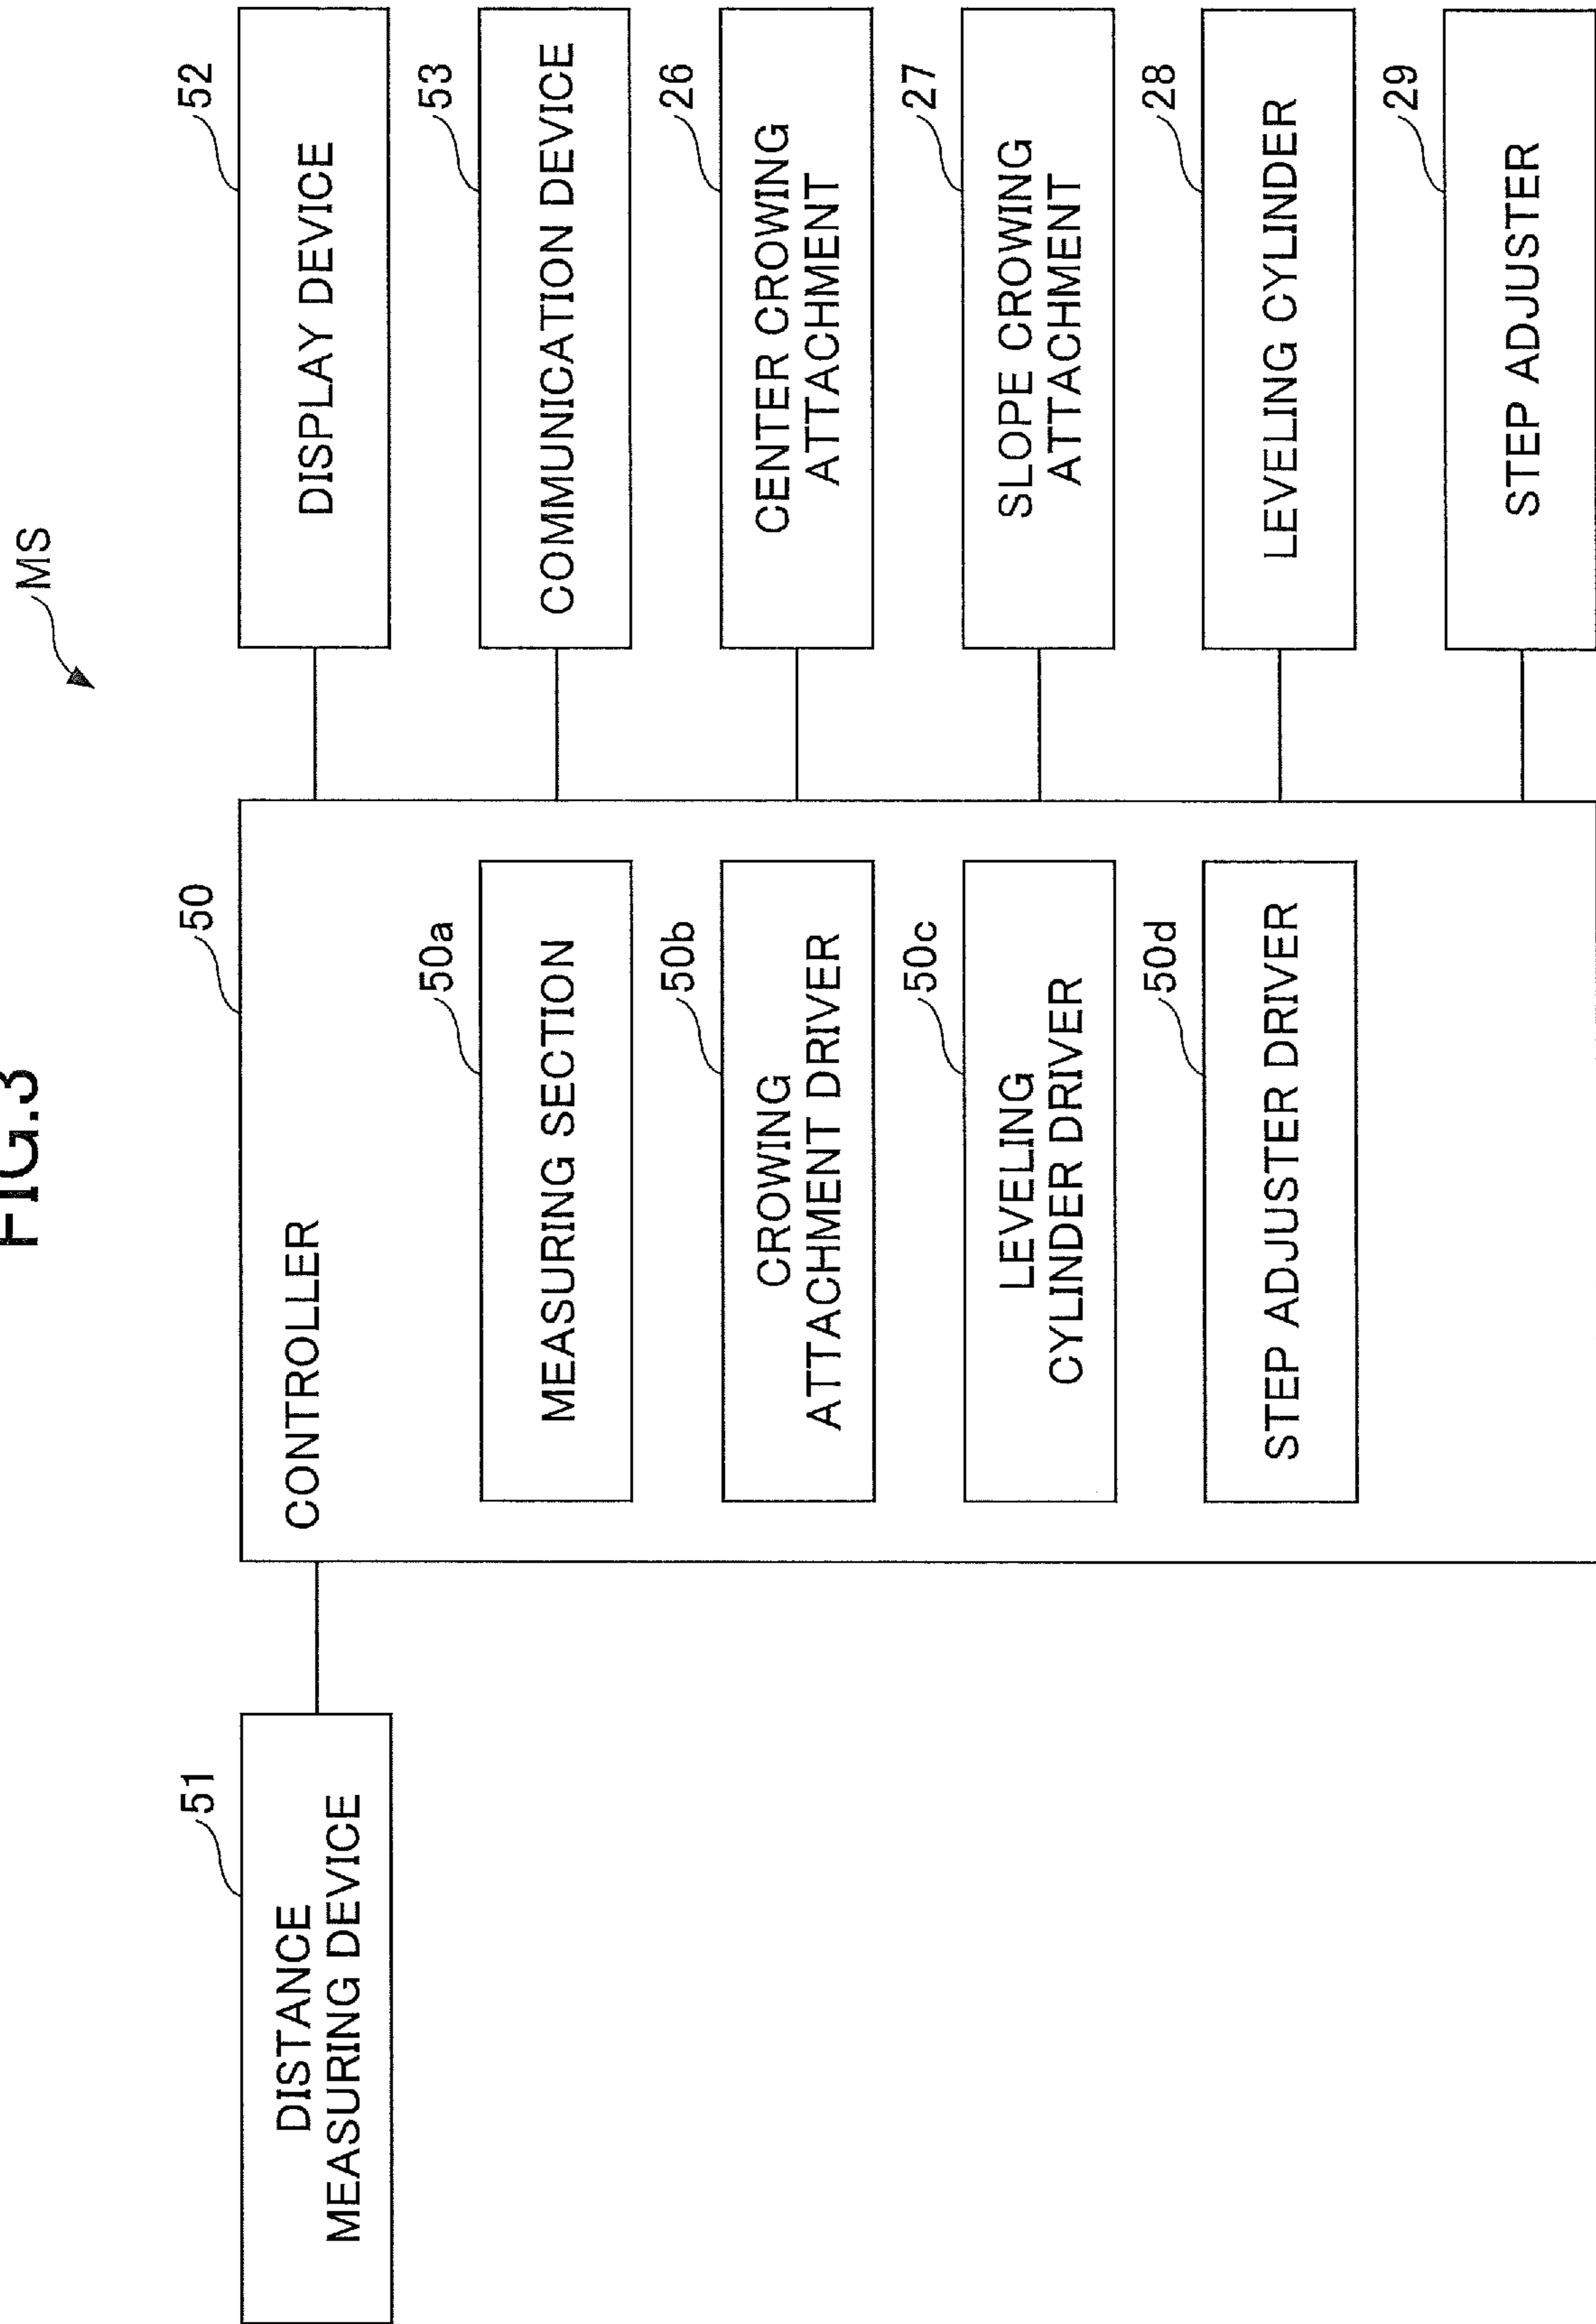 FIG.3
MS
51
DISTANCE
MEASURING DEVICE
50
CONTROLLER
50a
MEASURING SECTION
50b
CROWING
ATTACHMENT DRIVER
50c
LEVELING
CYLINDER DRIVER
50d
STEP ADJUSTER DRIVER
52
DISPLAY DEVICE
53
COMMUNICATION DEVICE
26
CENTER CROWING
ATTACHMENT
27
SLOPE CROWING
ATTACHMENT
28
LEVELING CYLINDER
29
STEP ADJUSTER